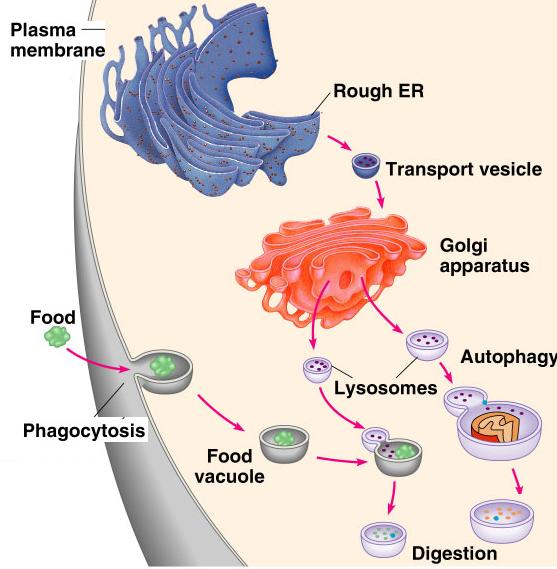 Plasma
membrane
Rough ER
Transport vesicle
Golgi
apparatus
Food
Autophagy
Lysosomes
Phagocytosis
Food
vacuole
Digestion